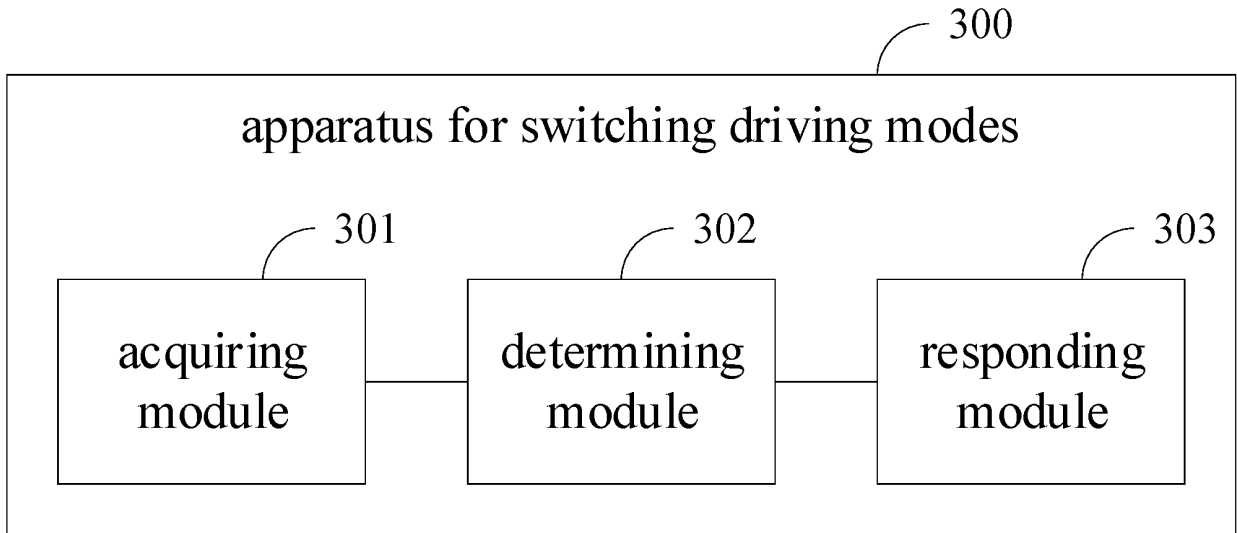 300
apparatus for switching driving modes
301
302
303
acquiring
module
determining
module
responding
module